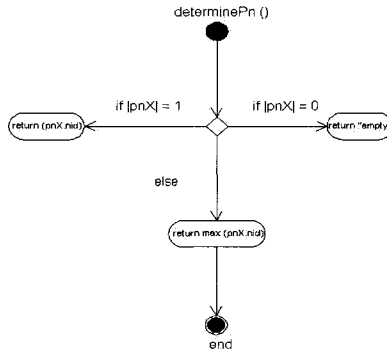 determinePn ()
if |pnX| = 1
if |pnX| = 0
return (pnX.nid)
return "empty
else
return max (pnX.nid)
end